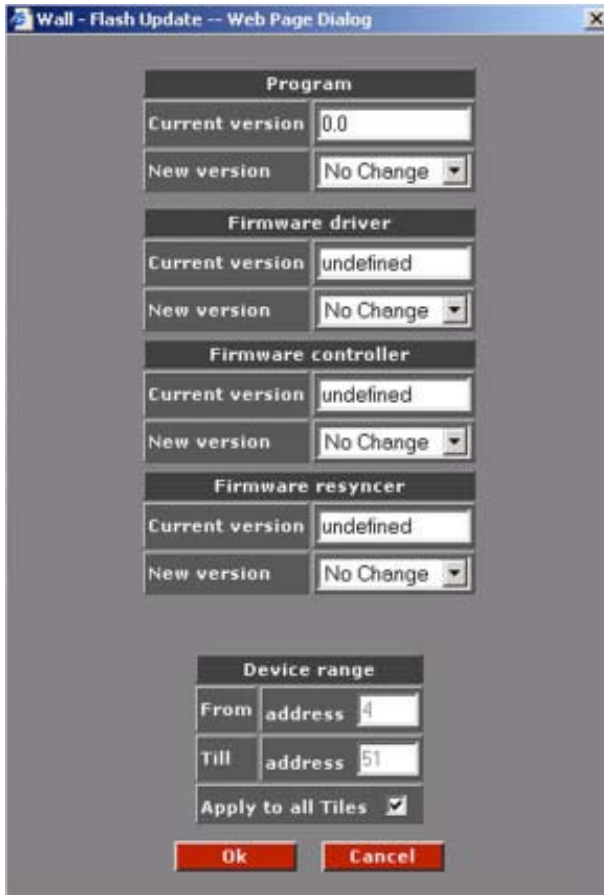 Wall - Flash Update -- Web Page Dialog
Program
Current version 0.0
New version No Change
Firmware driver
Current version undefined
New version No Change
Firmware controller
Current version undefined
New version No Change
Firmware resyncer
Current version undefined
New version No Change
Device range
From address 4
Till address 51
Apply to all Tiles
Ok Cancel